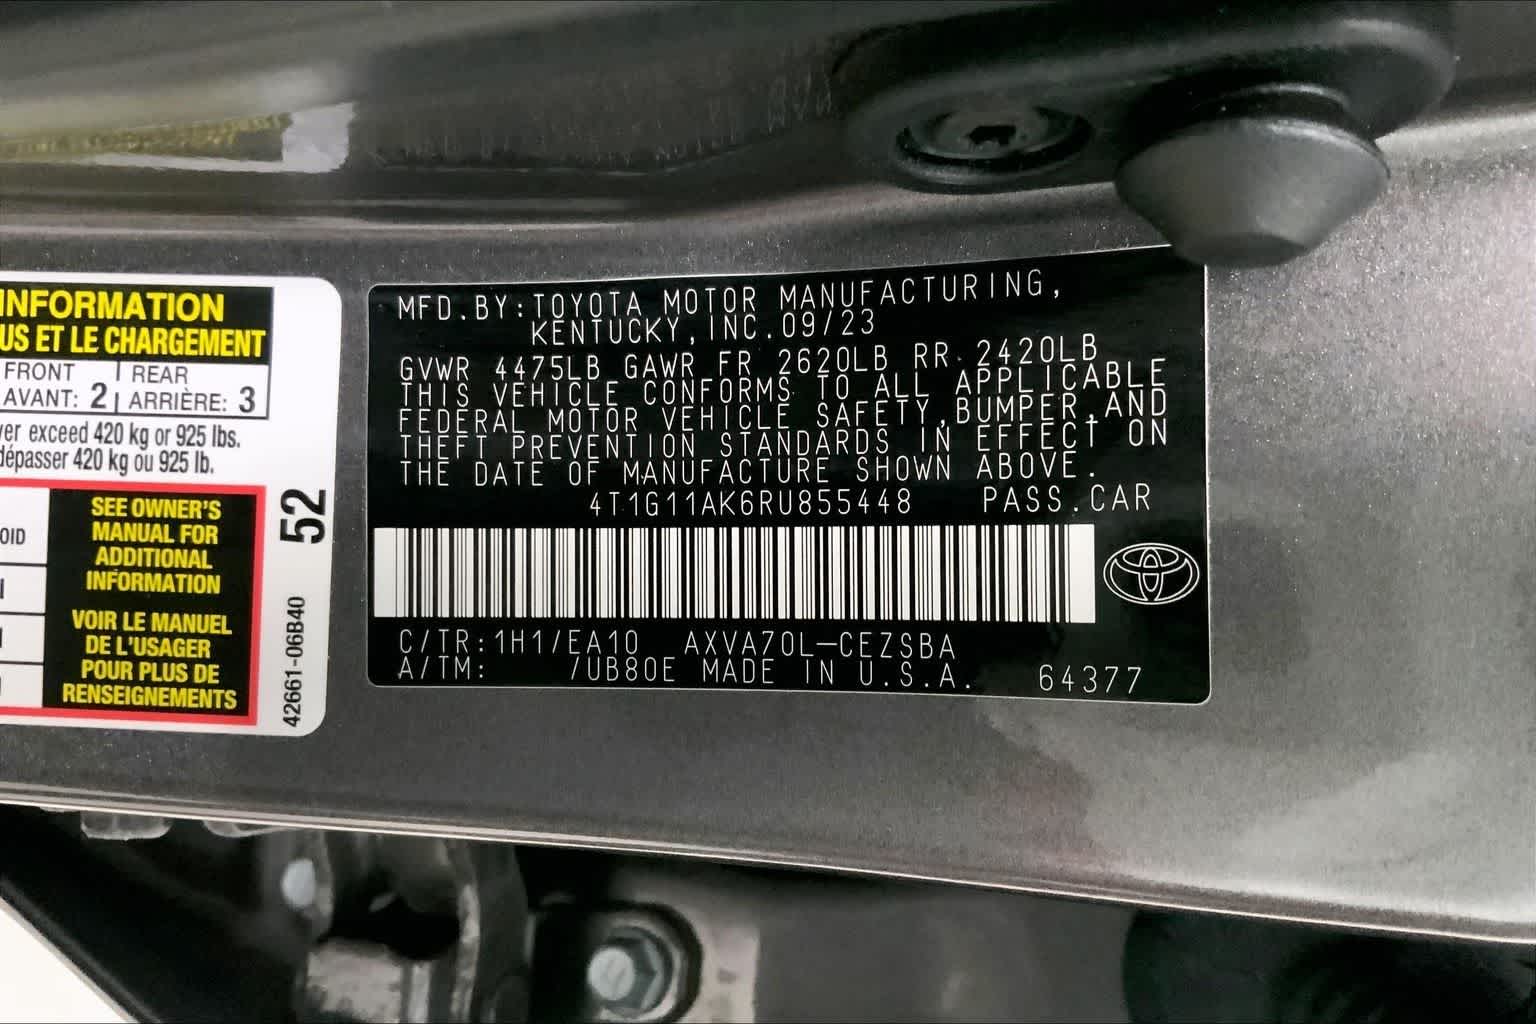 INFORMATION
US ET LE CHARGEMENT
FRONT
AVANT: 2
REAR
ARRIÈRE: 3
er exceed 420 kg or 925 lbs.
dépasser 420 kg ou 925 lb.
OID
SEE OWNER'S
MANUAL FOR
ADDITIONAL
INFORMATION
VOIR LE MANUEL
DE L'USAGER
POUR PLUS DE
RENSEIGNEMENTS
52
42661-06B40
MFD.BY:TOYOTA MOTOR MANUFACTURING,
KENTUCKY,INC.09/23
GVWR 4475LB GAWR FR 2620LB RR 2420LB
THIS VEHICLE CONFORMS TO ALL APPLICABLE
FEDERAL MOTOR VEHICLE SAFETY,BUMPER,AND
THEFT PREVENTION STANDARDS IN EFFECT ON
THE DATE OF MANUFACTURE SHOWN ABOVE.
4T1G11AK6RU855448 PASS.CAR
C/TR:1H1/EA10 AXVA70L-CEZSBA
A/TM: /UB80E MADE IN U.S.A. 64377